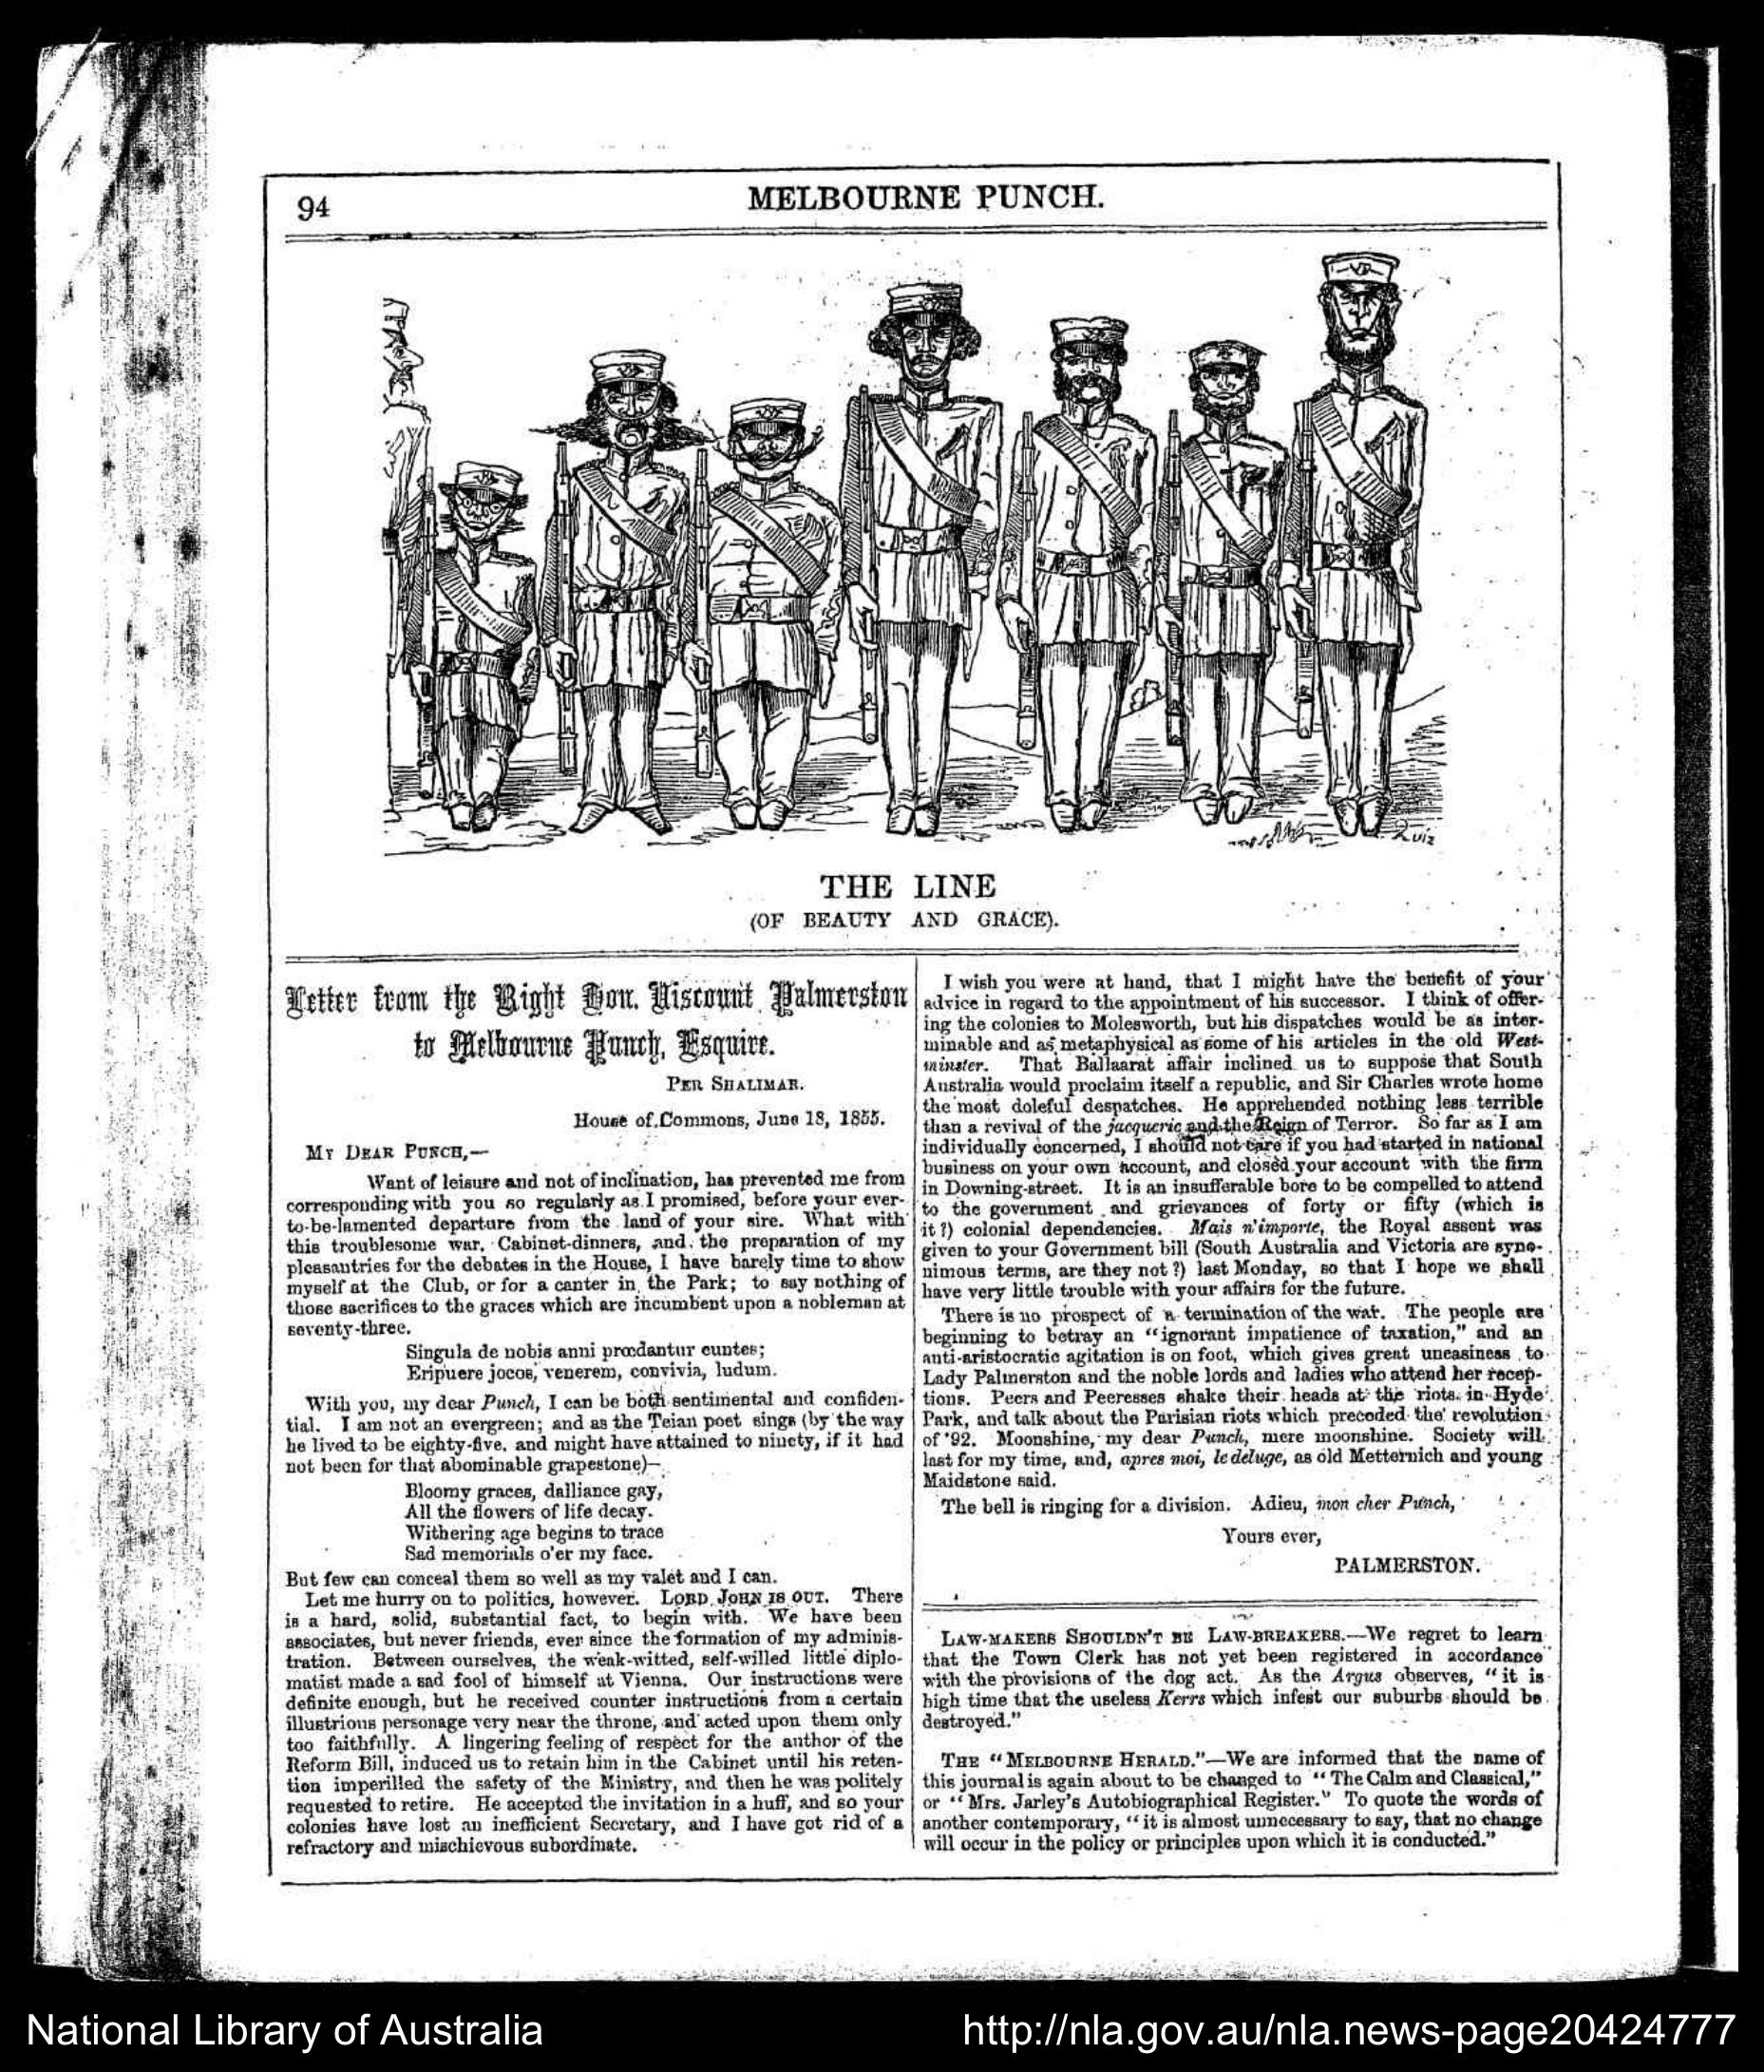 94
MELBOURNE PUNCH.
VR
Quiz
THE LINE
(OF BEAUTY AND GRACE).
Letter from the Right Hon. Viscount Palmerston
to Melbourne Punch, Esquire.
PER SHALIMAR.
House of Commons, June 18, 1855.
MY DEAR PUNCH,—
Want of leisure and not of inclination, has prevented me from
corresponding with you so regularly as I promised, before your ever-
to-be-lamented departure from the land of your sire. What with
this troublesome war, Cabinet-dinners, and the preparation of my
pleasantries for the debates in the House, I have barely time to show
myself at the Club, or for a canter in the Park; to say nothing of
those sacrifices to the graces which are incumbent upon a nobleman at
seventy-three.
Singula de nobis anni prœdantur euntes;
Eripuere jocos, venerem, convivia, ludum.
With you, my dear Punch, I can be both sentimental and confiden-
tial. I am not an evergreen; and as the Teian poet sings (by the way
he lived to be eighty-five, and might have attained to ninety, if it had
not been for that abominable grapestone)—
Bloomy graces, dalliance gay,
All the flowers of life decay.
Withering age begins to trace
Sad memorials o'er my face.
But few can conceal them so well as my valet and I can.
Let me hurry on to politics, however. LORD JOHN IS OUT. There
is a hard, solid, substantial fact, to begin with. We have been
associates, but never friends, ever since the formation of my adminis-
tration. Between ourselves, the weak-witted, self-willed little diplo-
matist made a sad fool of himself at Vienna. Our instructions were
definite enough, but he received counter instructions from a certain
illustrious personage very near the throne, and acted upon them only
too faithfully. A lingering feeling of respect for the author of the
Reform Bill, induced us to retain him in the Cabinet until his reten-
tion imperilled the safety of the Ministry, and then he was politely
requested to retire. He accepted the invitation in a huff, and so your
colonies have lost an inefficient Secretary, and I have got rid of a
refractory and mischievous subordinate.
I wish you were at hand, that I might have the benefit of your
advice in regard to the appointment of his successor. I think of offer-
ing the colonies to Molesworth, but his dispatches would be as inter-
minable and as metaphysical as some of his articles in the old West-
minster. That Ballaarat affair inclined us to suppose that South
Australia would proclaim itself a republic, and Sir Charles wrote home
the most doleful despatches. He apprehended nothing less terrible
than a revival of the jacquerie and the Reign of Terror. So far as I am
individually concerned, I should not care if you had started in national
business on your own account, and closed your account with the firm
in Downing-street. It is an insufferable bore to be compelled to attend
to the government and grievances of forty or fifty (which is
it?) colonial dependencies. Mais n'importe, the Royal assent was
given to your Government bill (South Australia and Victoria are syno-
nimous terms, are they not?) last Monday, so that I hope we shall
have very little trouble with your affairs for the future.
There is no prospect of a termination of the war. The people are
beginning to betray an "ignorant impatience of taxation," and an
anti-aristocratic agitation is on foot, which gives great uneasiness to
Lady Palmerston and the noble lords and ladies who attend her recep-
tions. Peers and Peeresses shake their heads at the riots in Hyde
Park, and talk about the Parisian riots which preceded the revolution
of '92. Moonshine, my dear Punch, mere moonshine. Society will
last for my time, and, apres moi, le deluge, as old Metternich and young
Maidstone said.
The bell is ringing for a division. Adieu, mon cher Punch,
Yours ever,
PALMERSTON.
LAW-MAKERS SHOULDN'T BE LAW-BREAKERS.—We regret to learn
that the Town Clerk has not yet been registered in accordance
with the provisions of the dog act. As the Argus observes, "it is
high time that the useless Kerrs which infest our suburbs should be
destroyed."
THE "MELBOURNE HERALD."—We are informed that the name of
this journal is again about to be changed to "The Calm and Classical,"
or "Mrs. Jarley's Autobiographical Register." To quote the words of
another contemporary, "it is almost unnecessary to say, that no change
will occur in the policy or principles upon which it is conducted."
National Library of Australia
http://nla.gov.au/nla.news-page20424777